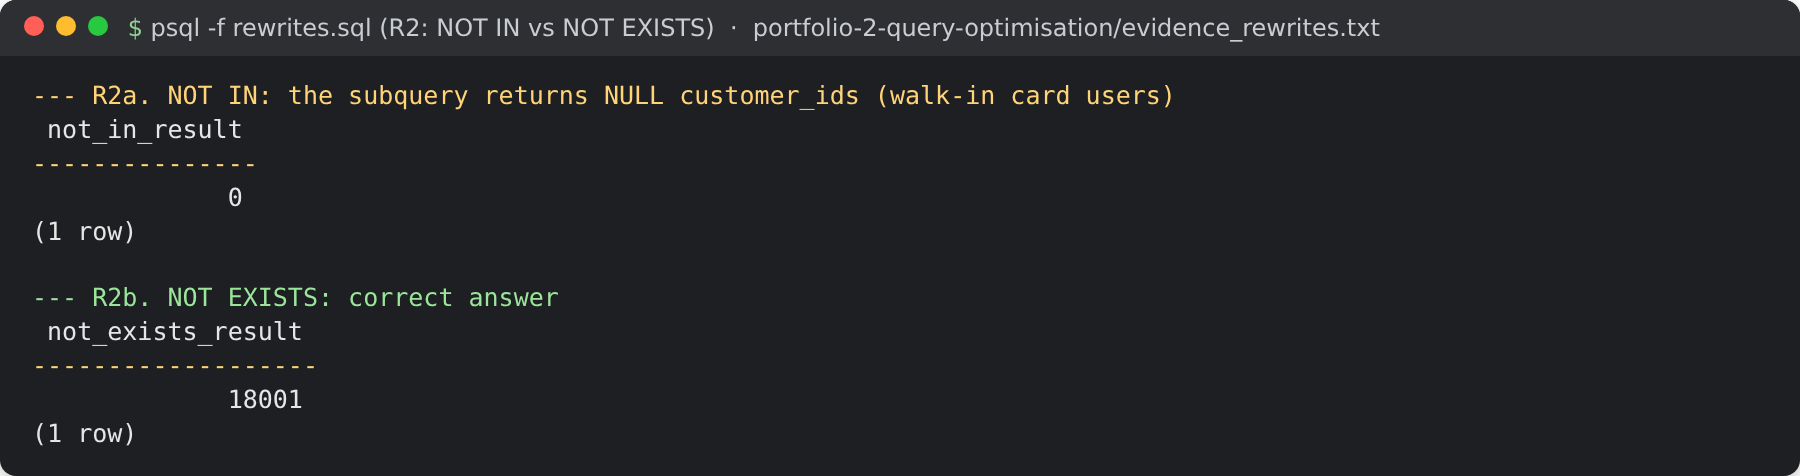 $ psql -f rewrites.sql (R2: NOT IN vs NOT EXISTS)  ·  portfolio-2-query-optimisation/evidence_rewrites.txt
--- R2a. NOT IN: the subquery returns NULL customer_ids (walk-in card users)
 not_in_result
---------------
             0
(1 row)
--- R2b. NOT EXISTS: correct answer
 not_exists_result
-------------------
             18001
(1 row)